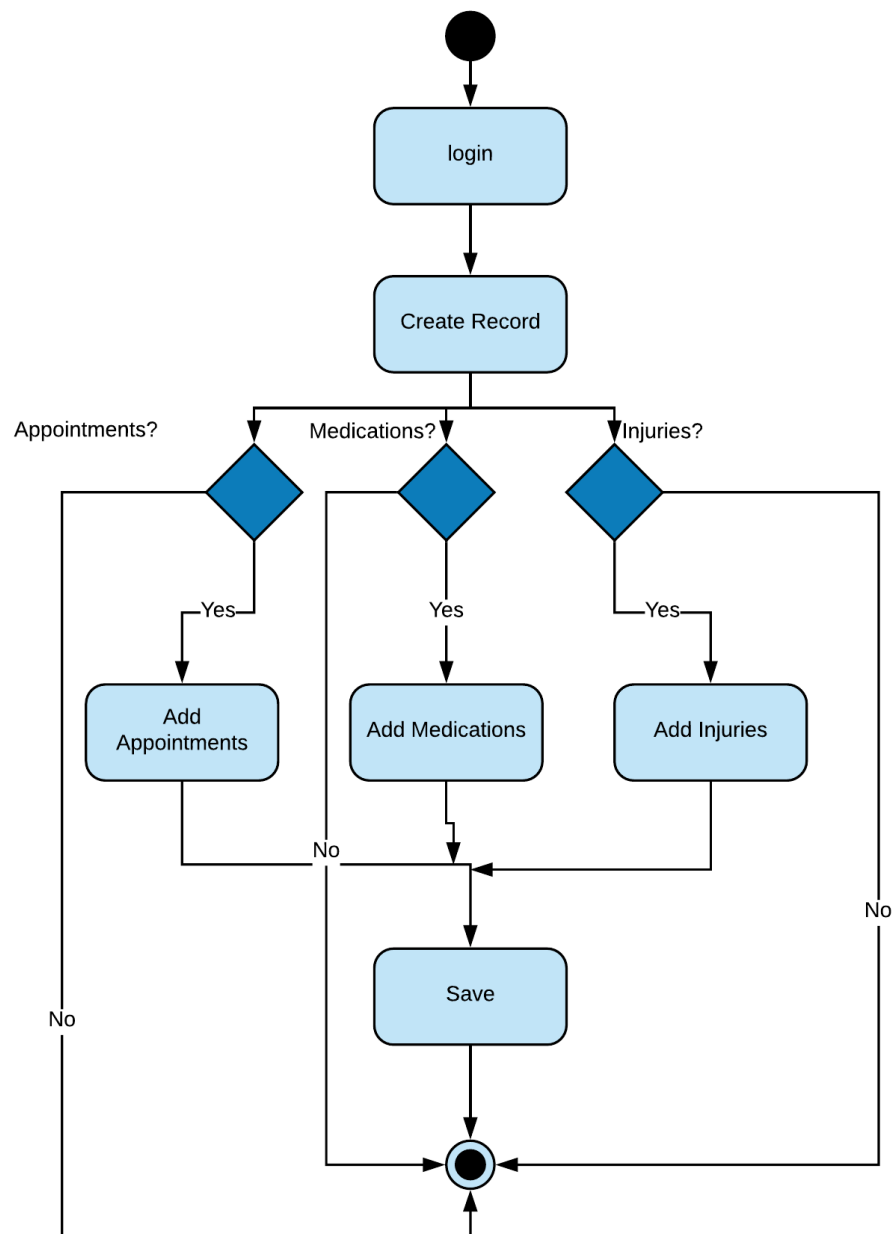 login
Create Record
Appointments?
Medications?
Injuries?
Yes
Yes
Yes
Add
Appointments
Add Medications
Add Injuries
No
No
Save
No